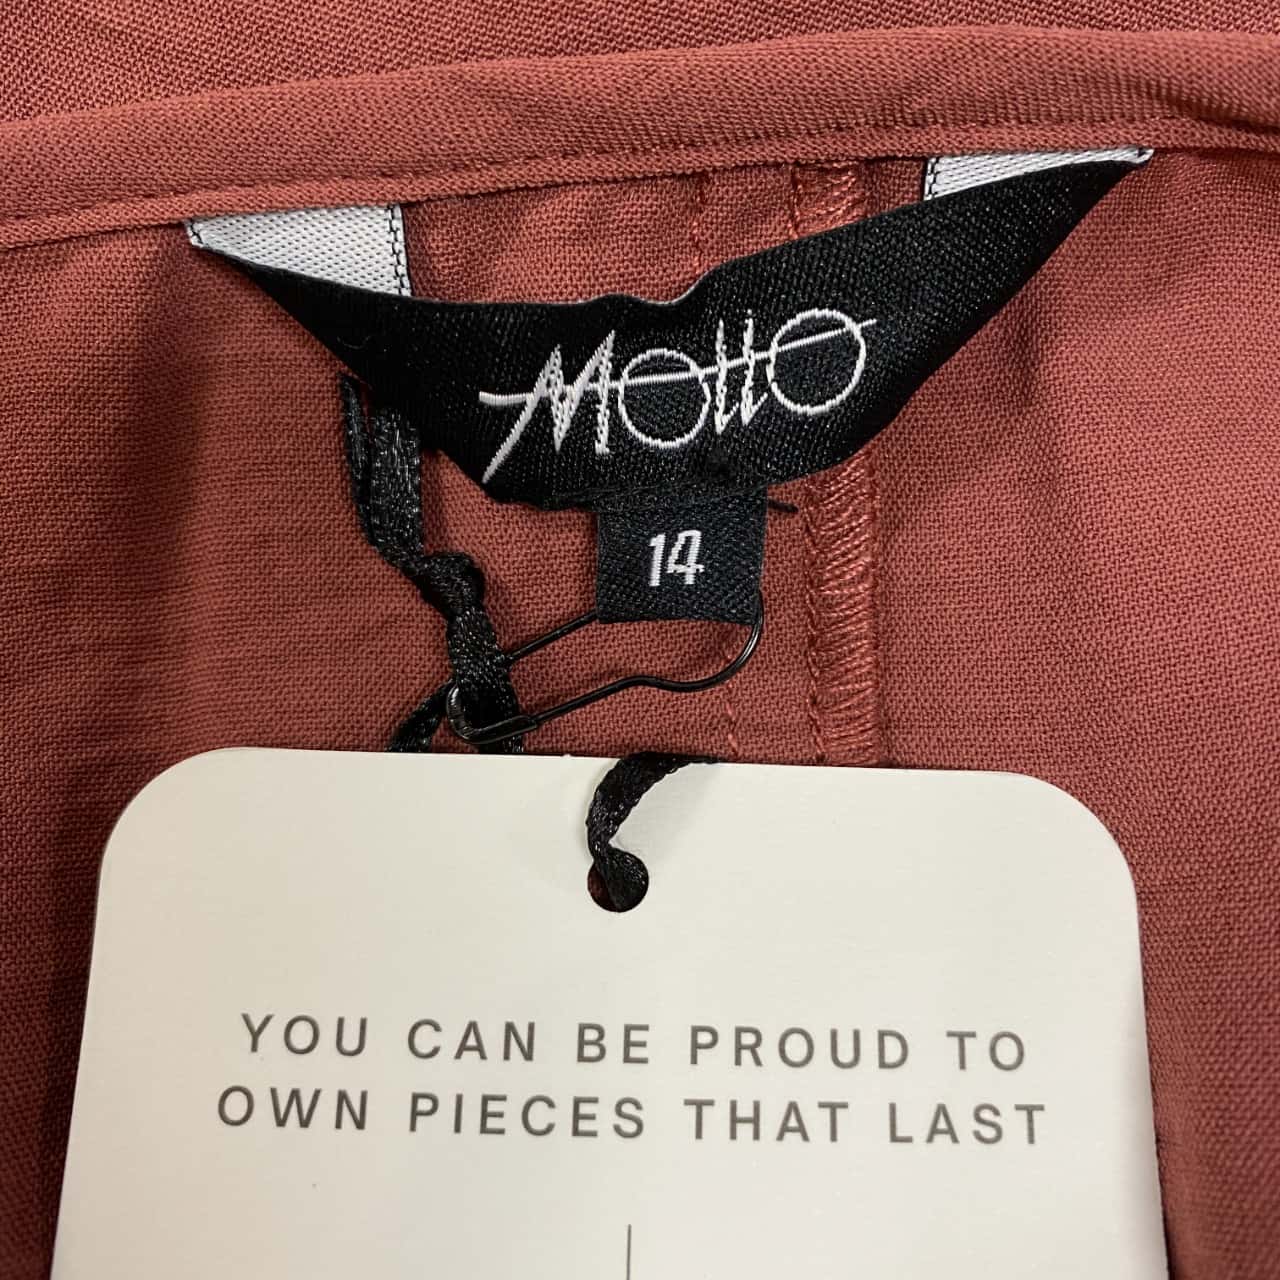 Motto
14
YOU CAN BE PROUD TO
OWN PIECES THAT LAST